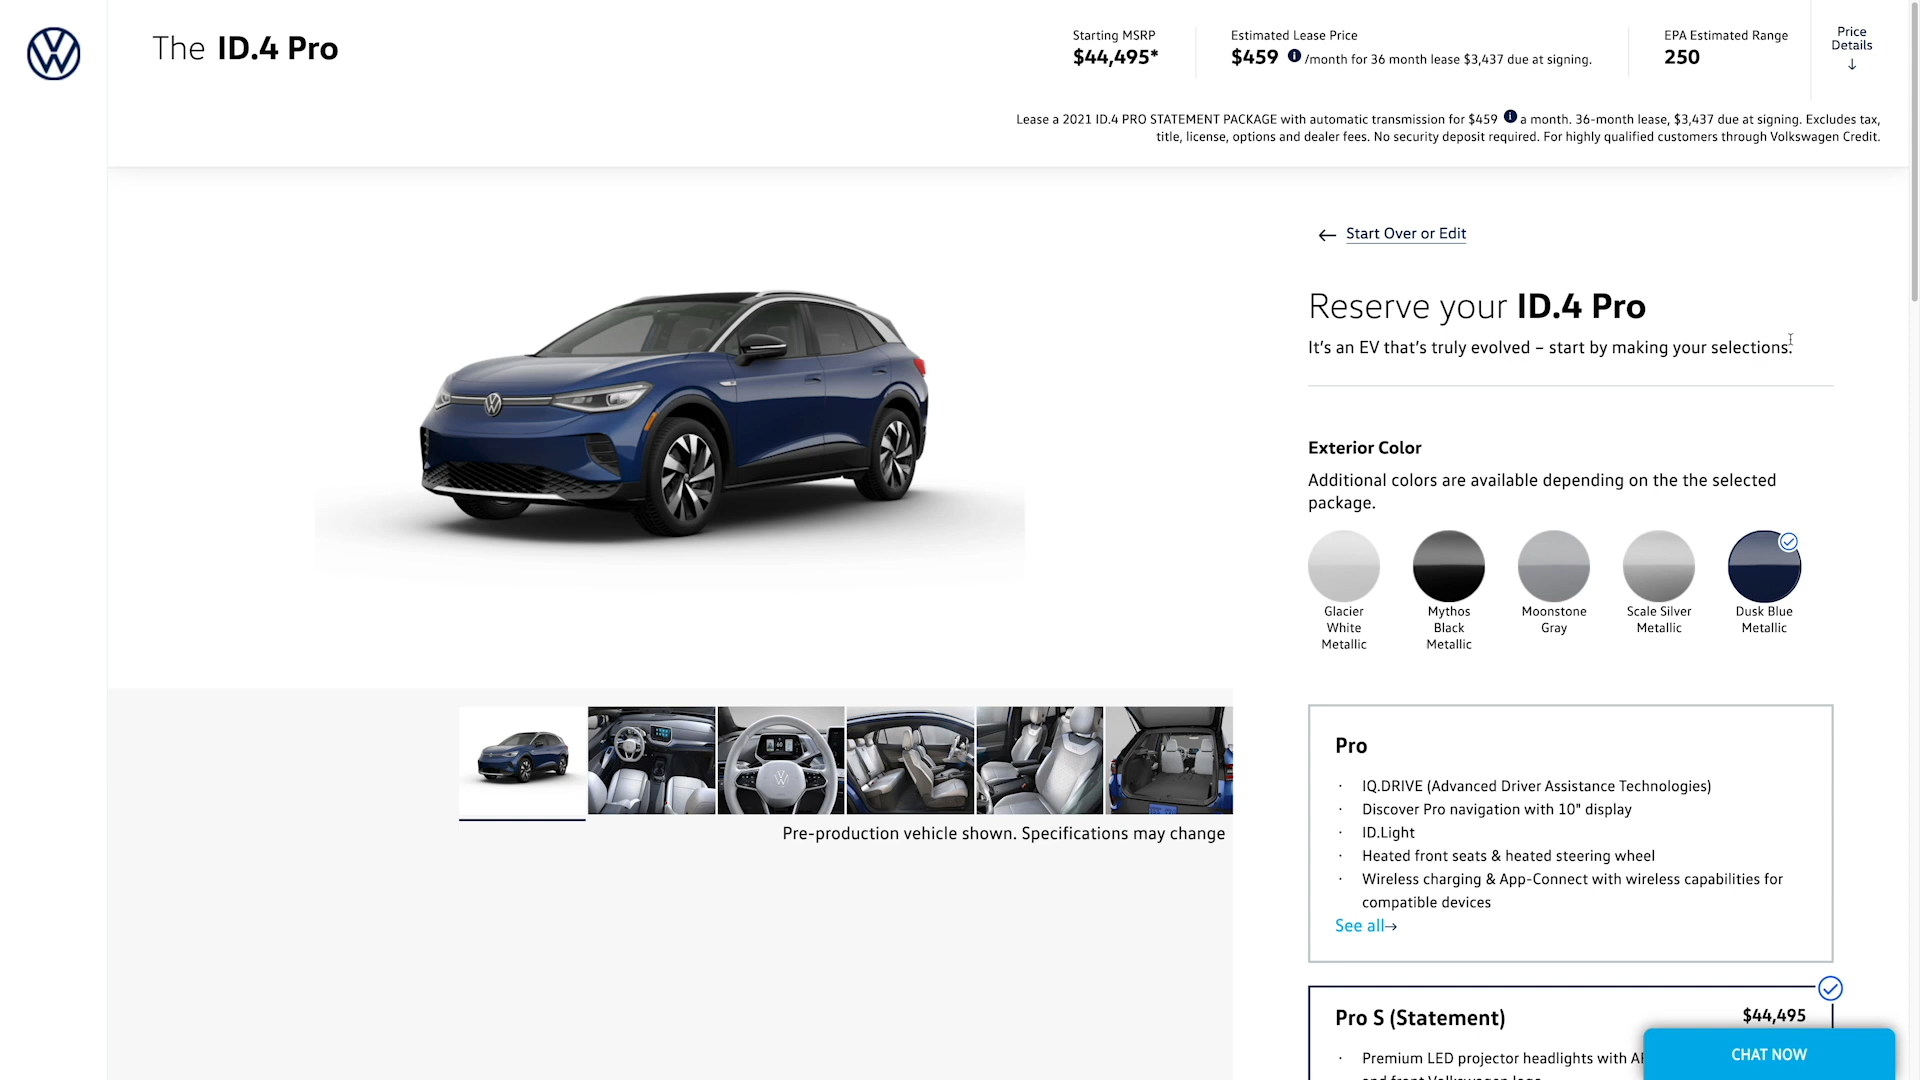 The ID.4 Pro
Starting MSRP
$44,495*
Estimated Lease Price
$459 i /month for 36 month lease $3,437 due at signing.
EPA Estimated Range
250
Price
Details
↓
Lease a 2021 ID.4 PRO STATEMENT PACKAGE with automatic transmission for $459 i a month. 36-month lease, $3,437 due at signing. Excludes tax,
title, license, options and dealer fees. No security deposit required. For highly qualified customers through Volkswagen Credit.
← Start Over or Edit
Reserve your ID.4 Pro
It's an EV that's truly evolved – start by making your selections.
Exterior Color
Additional colors are available depending on the the selected
package.
Glacier
White
Metallic
Mythos
Black
Metallic
Moonstone
Gray
Scale Silver
Metallic
Dusk Blue
Metallic
Pre-production vehicle shown. Specifications may change
Pro
· IQ.DRIVE (Advanced Driver Assistance Technologies)
· Discover Pro navigation with 10" display
· ID.Light
· Heated front seats & heated steering wheel
· Wireless charging & App-Connect with wireless capabilities for
compatible devices
See all→
Pro S (Statement)
$44,495
· Premium LED projector headlights with
CHAT NOW